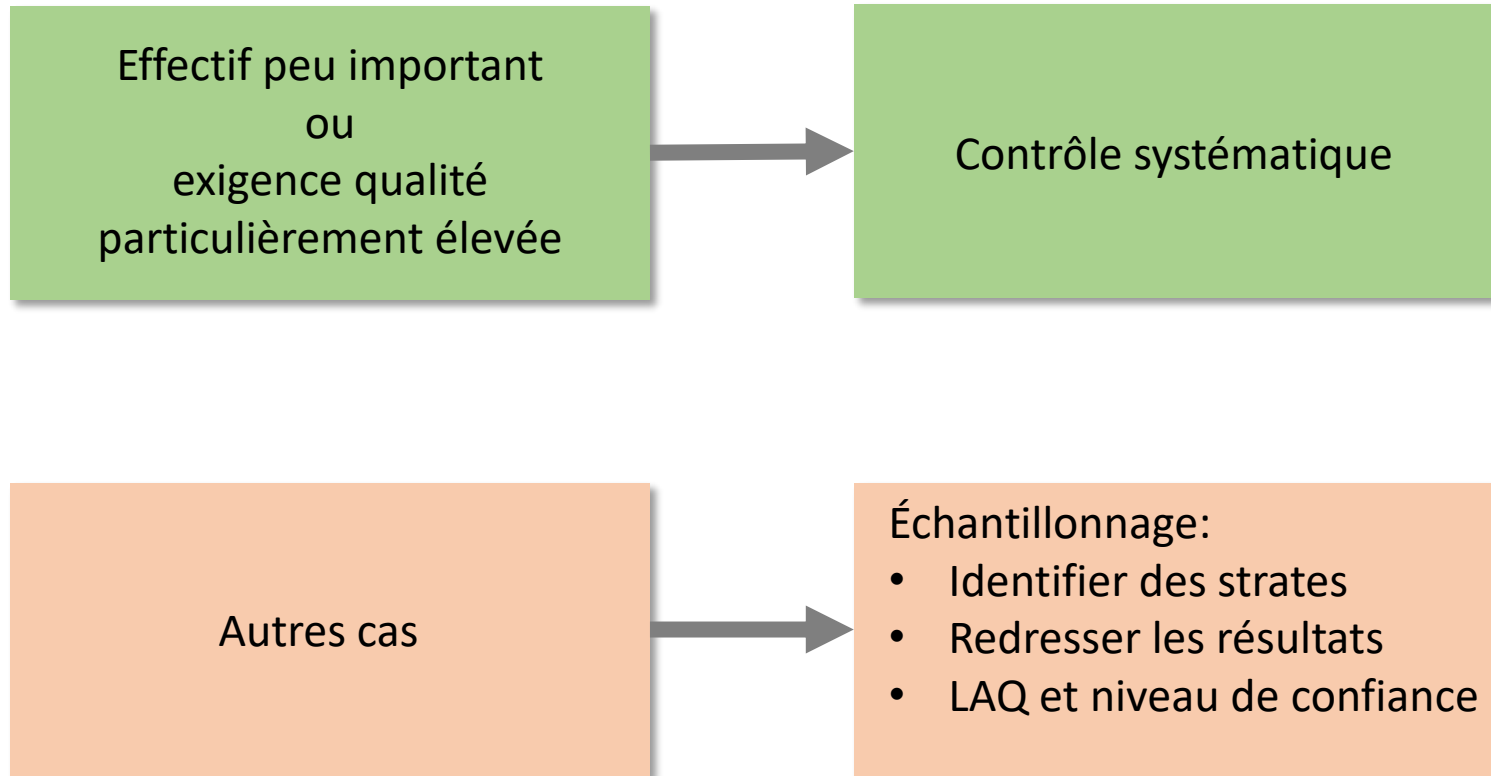 Effectif peu important
ou
exigence qualité
particulièrement élevée
Contrôle systématique
Autres cas
Échantillonnage:
• Identifier des strates
• Redresser les résultats
• LAQ et niveau de confiance